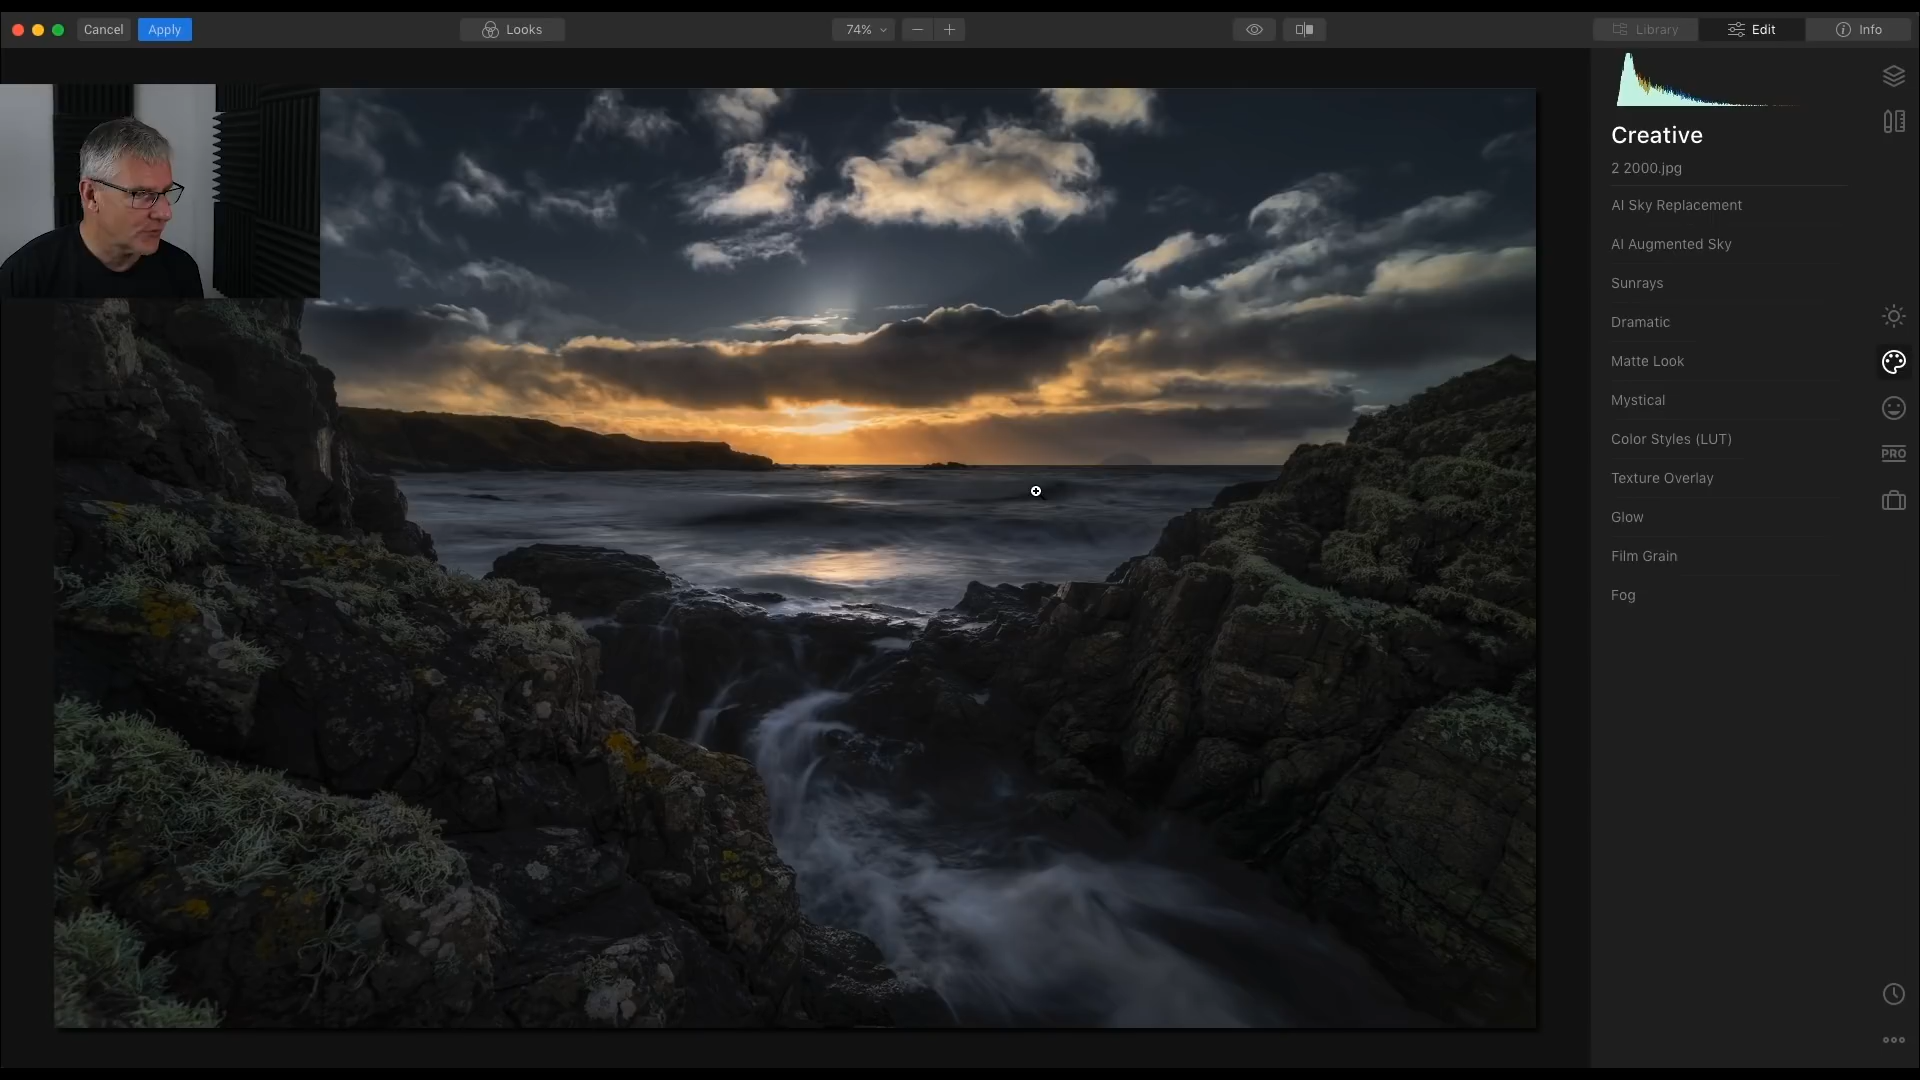 Cancel
Apply
Looks
74%
Library
Edit
Info
Creative
2 2000.jpg
AI Sky Replacement
AI Augmented Sky
Sunrays
Dramatic
Matte Look
Mystical
Color Styles (LUT)
PRO
Texture Overlay
Glow
Film Grain
Fog